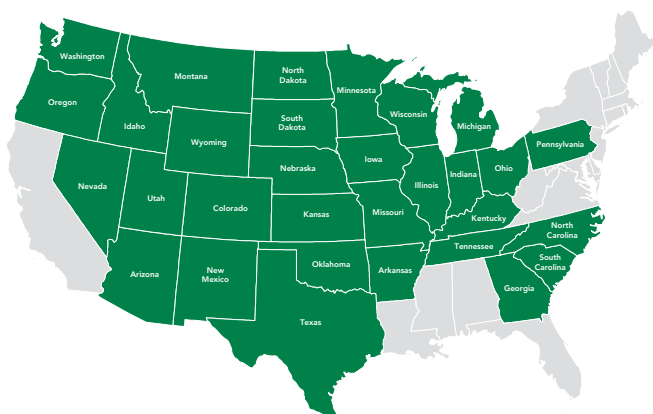 Washington
Montana
North
Dakota
Minnesota
Oregon
Idaho
Wyoming
South
Dakota
Wisconsin
Michigan
Nebraska
Iowa
Illinois
Indiana
Ohio
Pennsylvania
Nevada
Utah
Colorado
Kansas
Missouri
Kentucky
North
Carolina
Arizona
New
Mexico
Oklahoma
Arkansas
Tennessee
South
Carolina
Georgia
Texas